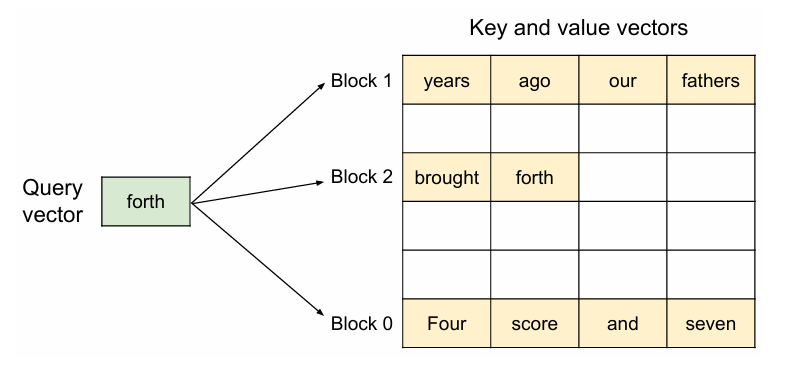 Key and value vectors
Block 1 years ago our fathers
Query
vector
forth
Block 2 brought forth
Block 0 Four score and seven